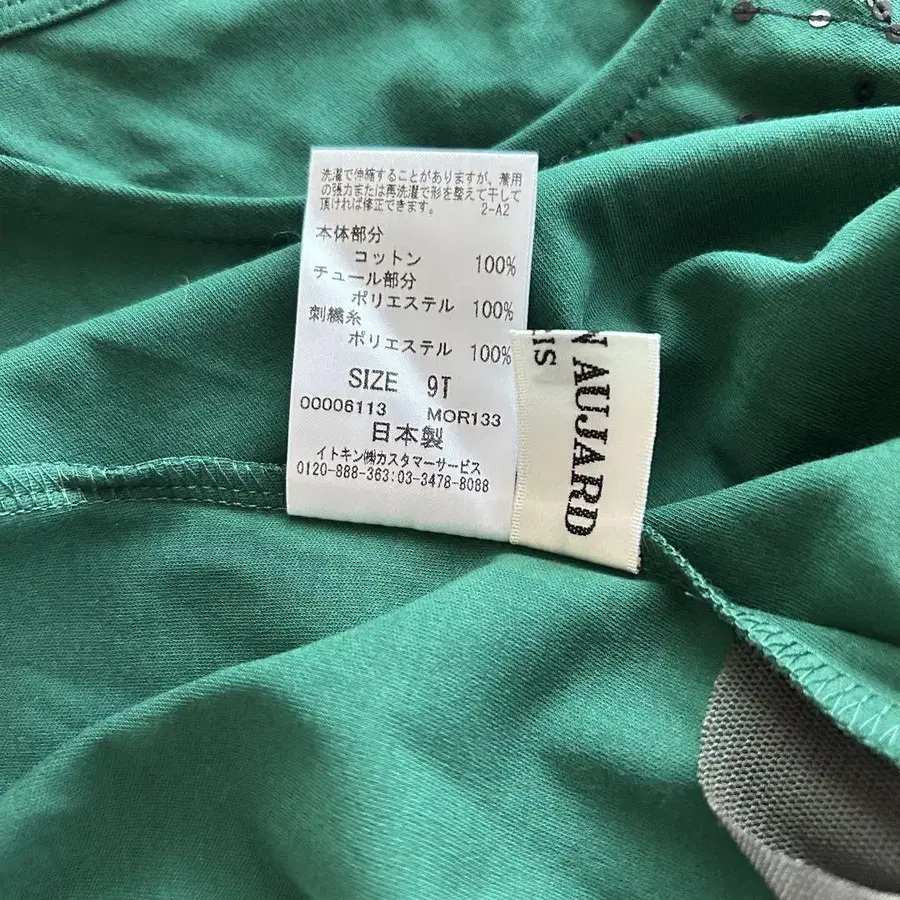 洗濯で伸縮することがありますが、着用
の張力または再洗濯で形を整えて干して
頂ければ修正できます。 2-A2
本体部分
コットン 100%
チュール部分
ポリエステル 100%
刺繍糸
ポリエステル 100%
SIZE 9T
00006113 MOR133
日本製
イトキン㈱カスタマーサービス
0120-888-363:03-3478-8088
N AUJARD
IS